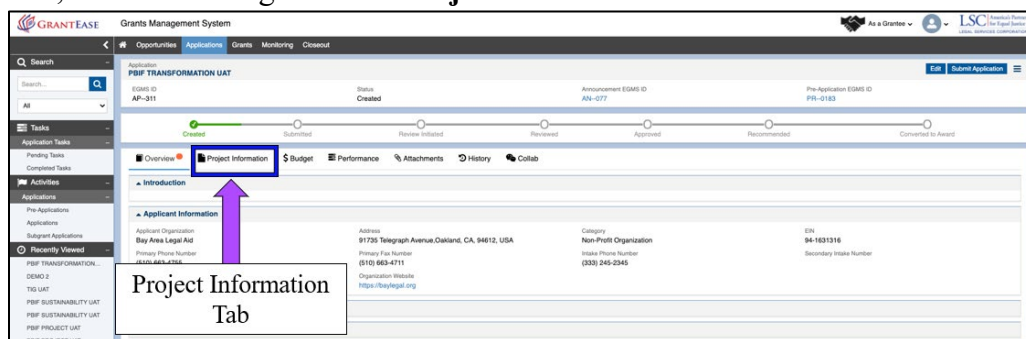 GRANTEASE
Grants Management System
As a Grantee
LSC America's Partner for Equal Justice
LEGAL SERVICES CORPORATION
Opportunities Applications Grants Monitoring Closeout
Search
Search...
All
Tasks
Application Tasks
Pending Tasks
Completed Tasks
Activities
Applications
Pre-Applications
Applications
Subgrant Applications
Recently Viewed
PBIF TRANSFORMATION...
DEMO 2
TIG UAT
PBIF SUSTAINABILITY UAT
PBIF SUSTAINABILITY UAT
PBIF PROJECT UAT
Application
PBIF TRANSFORMATION UAT
Edit Submit Application
EGMS ID Status Announcement EGMS ID Pre-Application EGMS ID
AP--311 Created AN--077 PR--0183
Created Submitted Review Initiated Reviewed Approved Recommended Converted to Award
Overview Project Information $ Budget Performance Attachments History Collab
Introduction
Applicant Information
Applicant Organization Address Category EIN
Bay Area Legal Aid 91735 Telegraph Avenue,Oakland, CA, 94612, USA Non-Profit Organization 94-1631316
Primary Phone Number Primary Fax Number Intake Phone Number Secondary Intake Number
(510) 663-4755 (510) 663-4711 (333) 245-2345
Organization Website
https://baylegal.org
Project Information
Tab